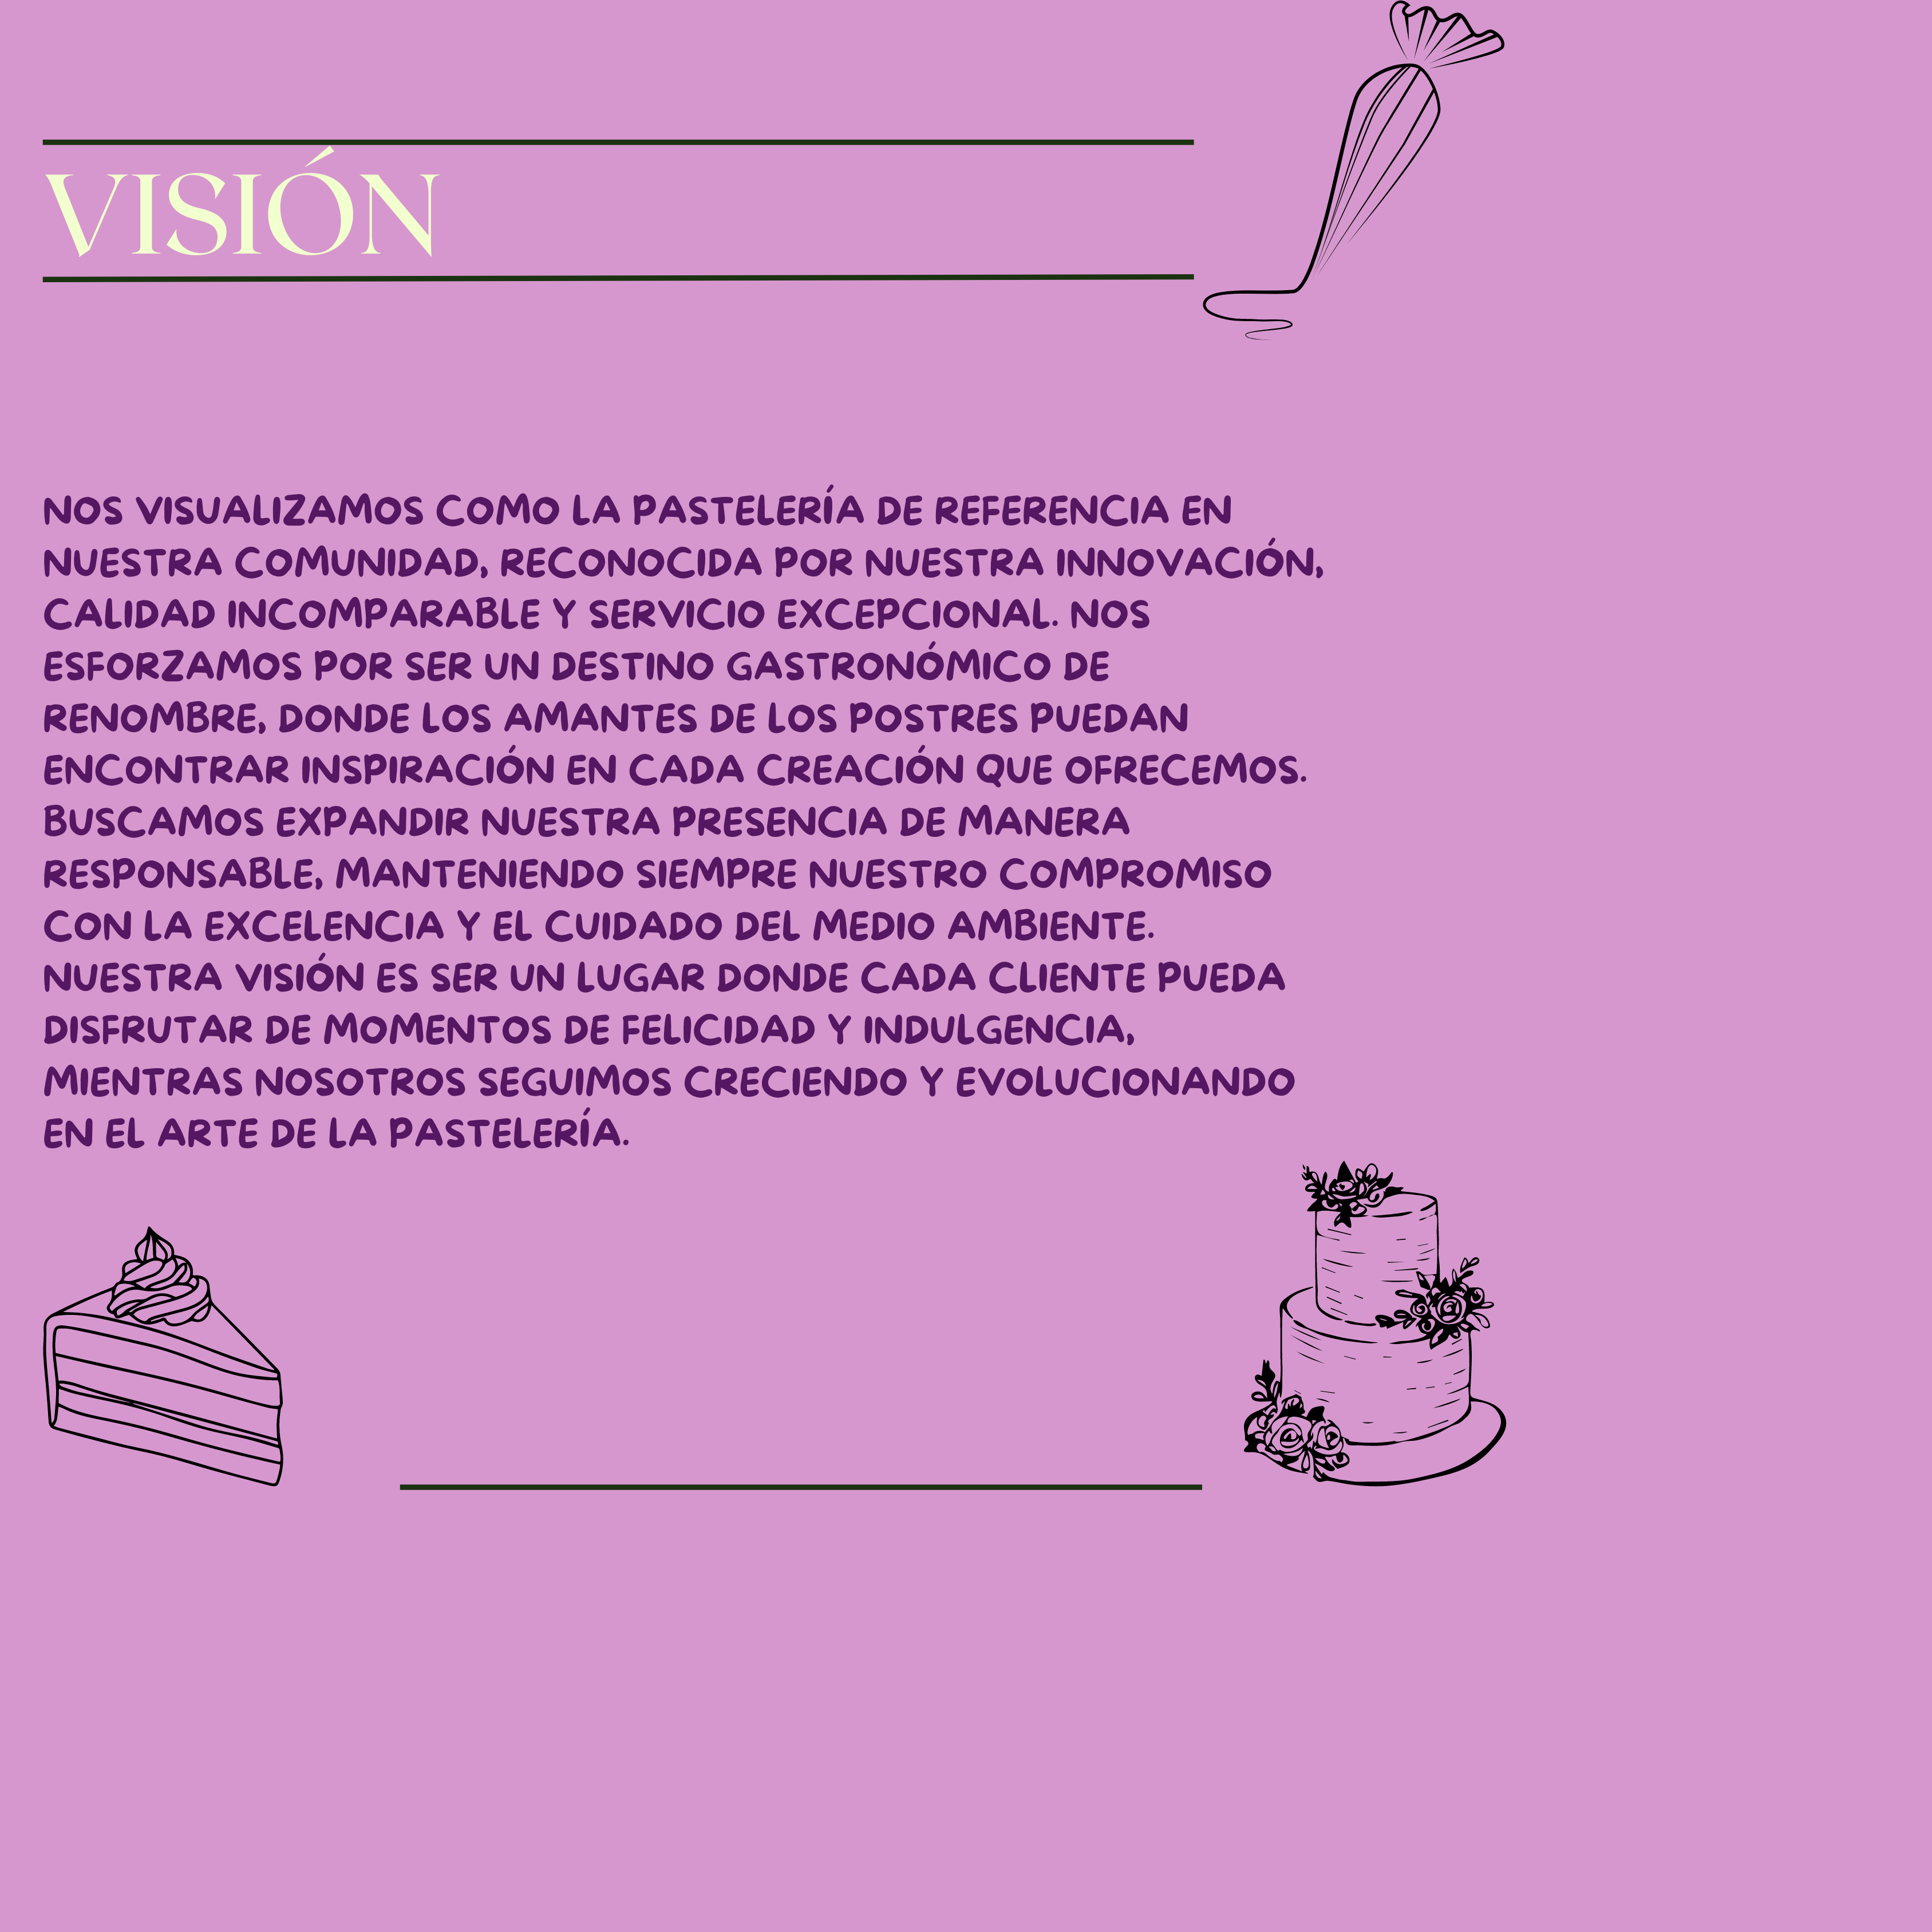 VISIÓN
NOS VISUALIZAMOS COMO LA PASTELERÍA DE REFERENCIA EN
NUESTRA COMUNIDAD, RECONOCIDA POR NUESTRA INNOVACIÓN,
CALIDAD INCOMPARABLE Y SERVICIO EXCEPCIONAL. NOS
ESFORZAMOS POR SER UN DESTINO GASTRONÓMICO DE
RENOMBRE, DONDE LOS AMANTES DE LOS POSTRES PUEDAN
ENCONTRAR INSPIRACIÓN EN CADA CREACIÓN QUE OFRECEMOS.
BUSCAMOS EXPANDIR NUESTRA PRESENCIA DE MANERA
RESPONSABLE, MANTENIENDO SIEMPRE NUESTRO COMPROMISO
CON LA EXCELENCIA Y EL CUIDADO DEL MEDIO AMBIENTE.
NUESTRA VISIÓN ES SER UN LUGAR DONDE CADA CLIENTE PUEDA
DISFRUTAR DE MOMENTOS DE FELICIDAD Y INDULGENCIA,
MIENTRAS NOSOTROS SEGUIMOS CRECIENDO Y EVOLUCIONANDO
EN EL ARTE DE LA PASTELERÍA.